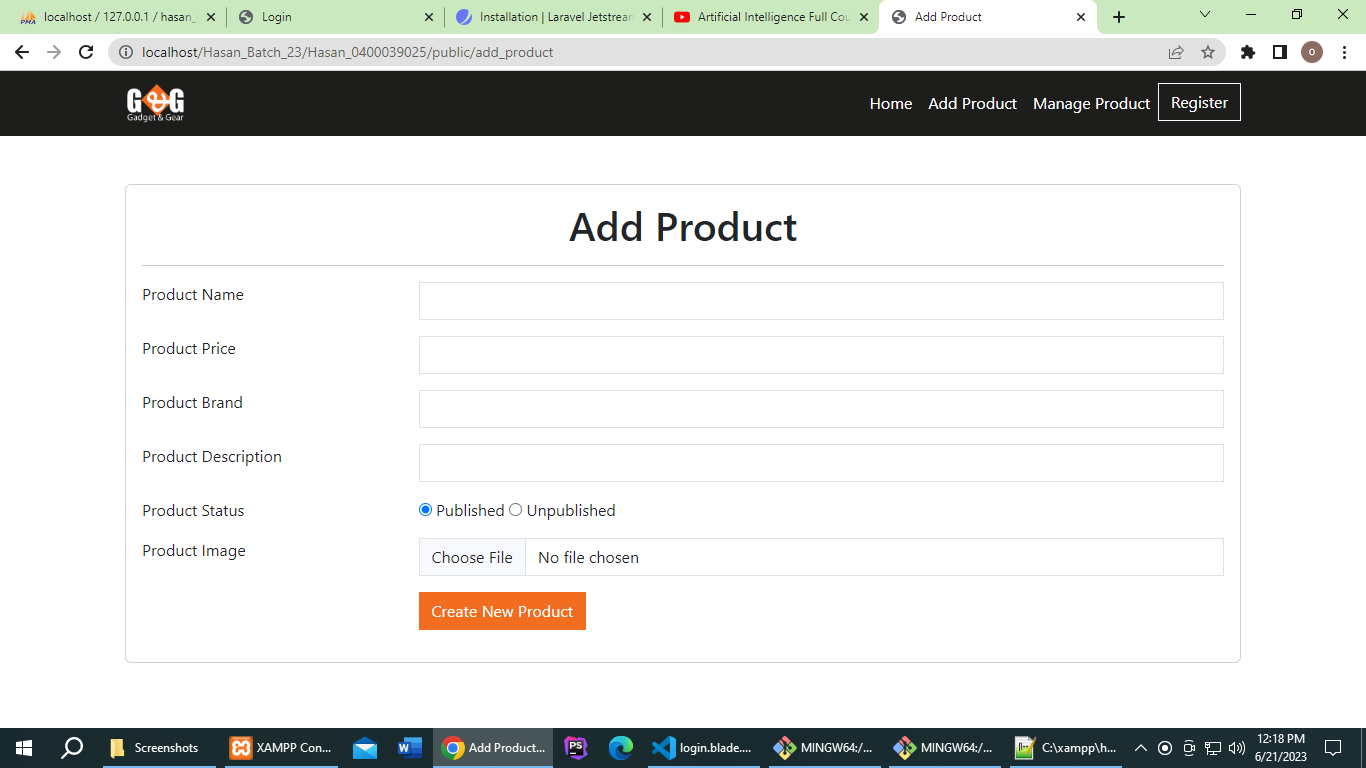 localhost / 127.0.0.1 / hasan_
Login
Installation | Laravel Jetstream
Artificial Intelligence Full Cou
Add Product
localhost/Hasan_Batch_23/Hasan_0400039025/public/add_product
O
G&G
Gadget & Gear
Home Add Product Manage Product Register
Add Product
Product Name
Product Price
Product Brand
Product Description
Product Status Published Unpublished
Product Image Choose File No file chosen
Create New Product
Screenshots
XAMPP Con...
Add Product...
login.blade....
MINGW64:/...
MINGW64:/...
C:\xampp\h...
12:18 PM
6/21/2023